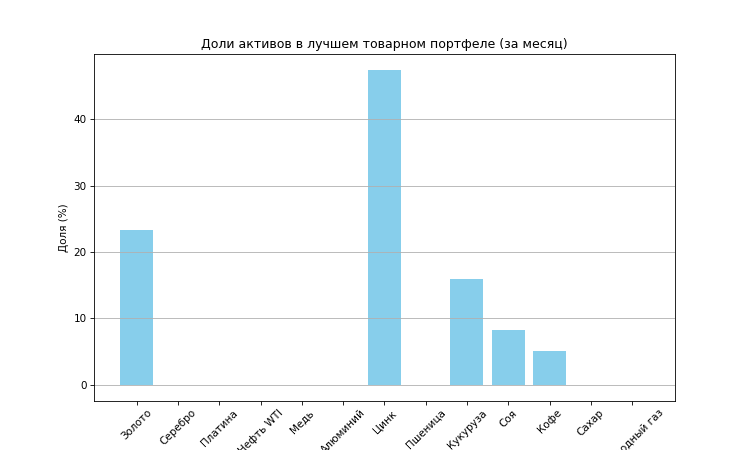 Доли активов в лучшем товарном портфеле (за месяц)
Доля (%)
40
30
20
10
0
Золото
Серебро
Платина
Нефть WTI
Медь
Алюминий
Цинк
Пшеница
Кукуруза
Соя
Кофе
Сахар
газ